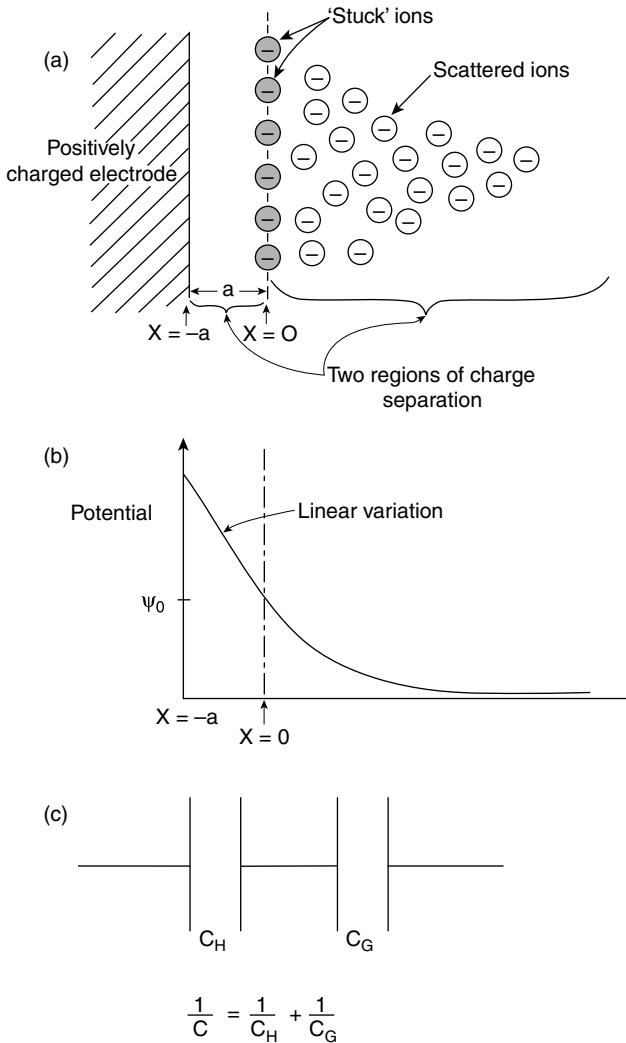 (a)
'Stuck' ions
Scattered ions
Positively
charged electrode
a
X = –a
X = O
Two regions of charge
separation
(b)
Potential
Linear variation
ψ0
X = –a
X = 0
(c)
CH
CG
1/C = 1/CH + 1/CG